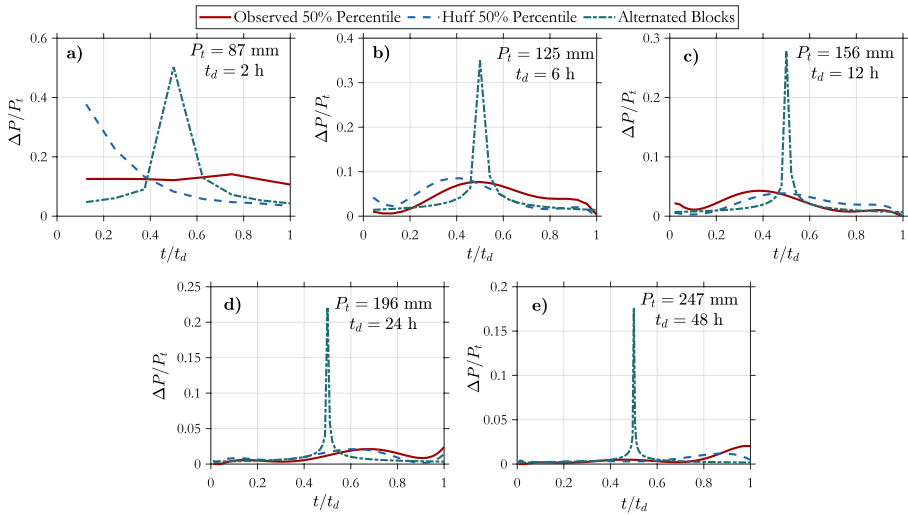 Observed 50% Percentile Huff 50% Percentile Alternated Blocks
a) P_t = 87 mm
t_d = 2 h
ΔP/P_t
0.6
0.4
0.2
0
0 0.2 0.4 0.6 0.8 1
t/t_d
b) P_t = 125 mm
t_d = 6 h
ΔP/P_t
0.4
0.3
0.2
0.1
0
0 0.2 0.4 0.6 0.8 1
t/t_d
c) P_t = 156 mm
t_d = 12 h
ΔP/P_t
0.3
0.2
0.1
0
0 0.2 0.4 0.6 0.8 1
t/t_d
d) P_t = 196 mm
t_d = 24 h
ΔP/P_t
0.25
0.2
0.15
0.1
0.05
0
0 0.2 0.4 0.6 0.8 1
t/t_d
e) P_t = 247 mm
t_d = 48 h
ΔP/P_t
0.2
0.15
0.1
0.05
0
0 0.2 0.4 0.6 0.8 1
t/t_d